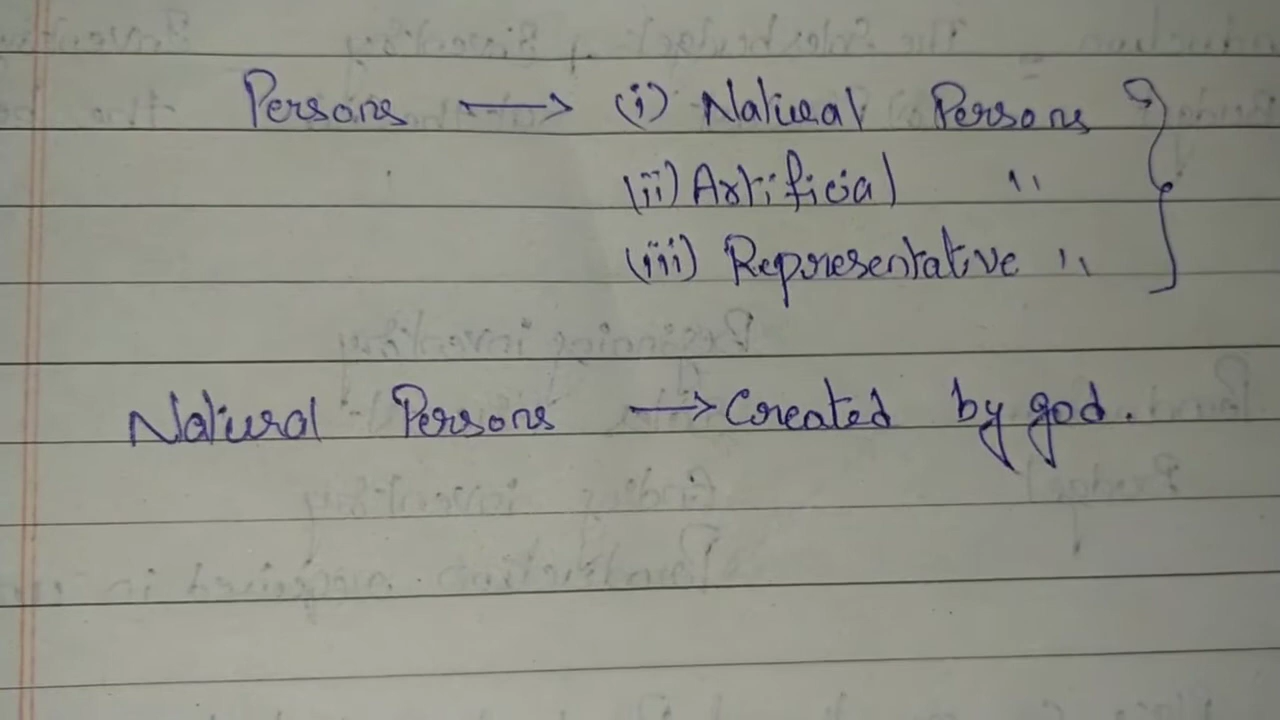 Persons → (i) Natural Persons
(ii) Artificial "
(iii) Representative "
Natural Persons → Created by god.